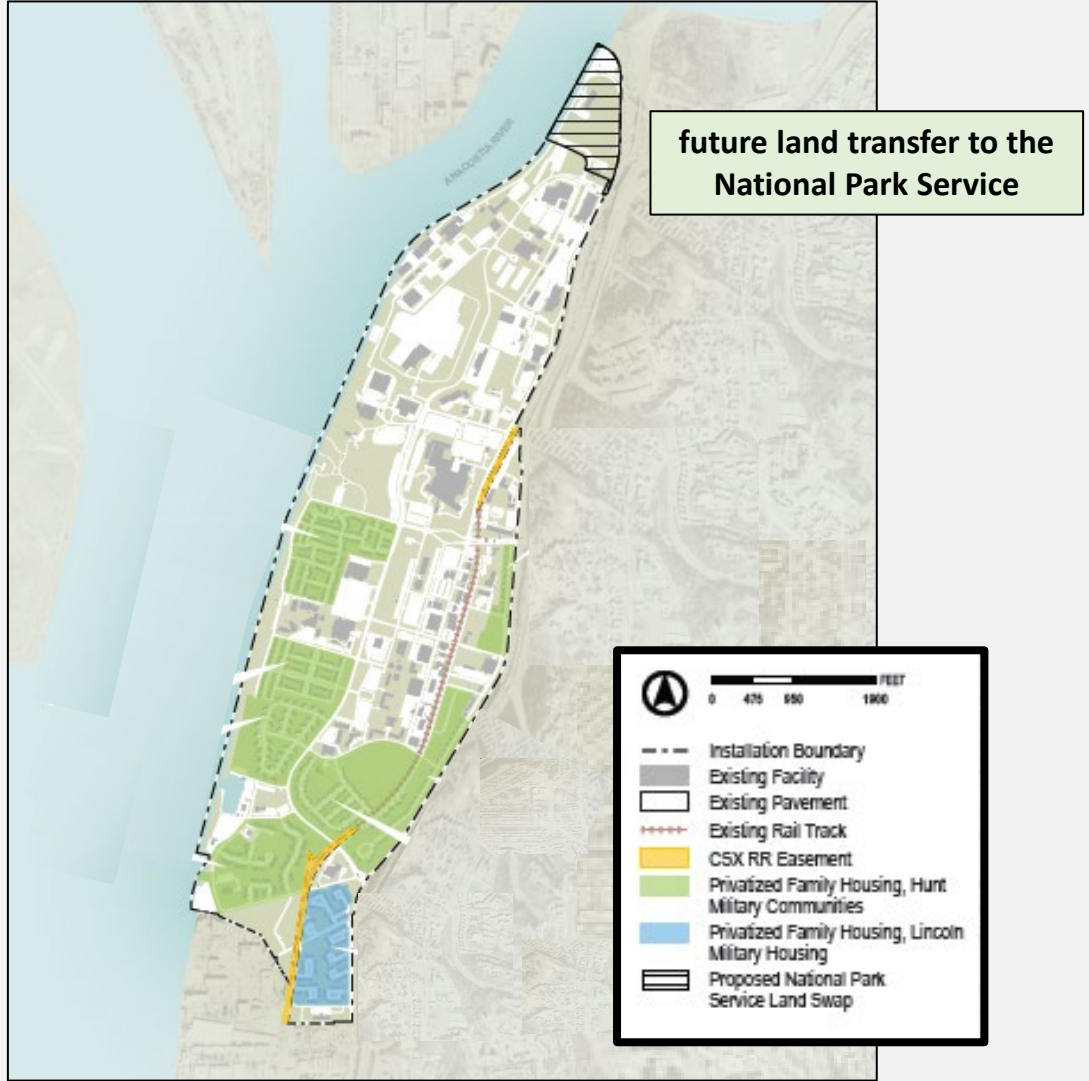 ANACOSTIA RIVER
future land transfer to the
National Park Service
FEET
0 475 950 1900
Installation Boundary
Existing Facility
Existing Pavement
Existing Rail Track
CSX RR Easement
Privatized Family Housing, Hunt
Military Communities
Privatized Family Housing, Lincoln
Military Housing
Proposed National Park
Service Land Swap